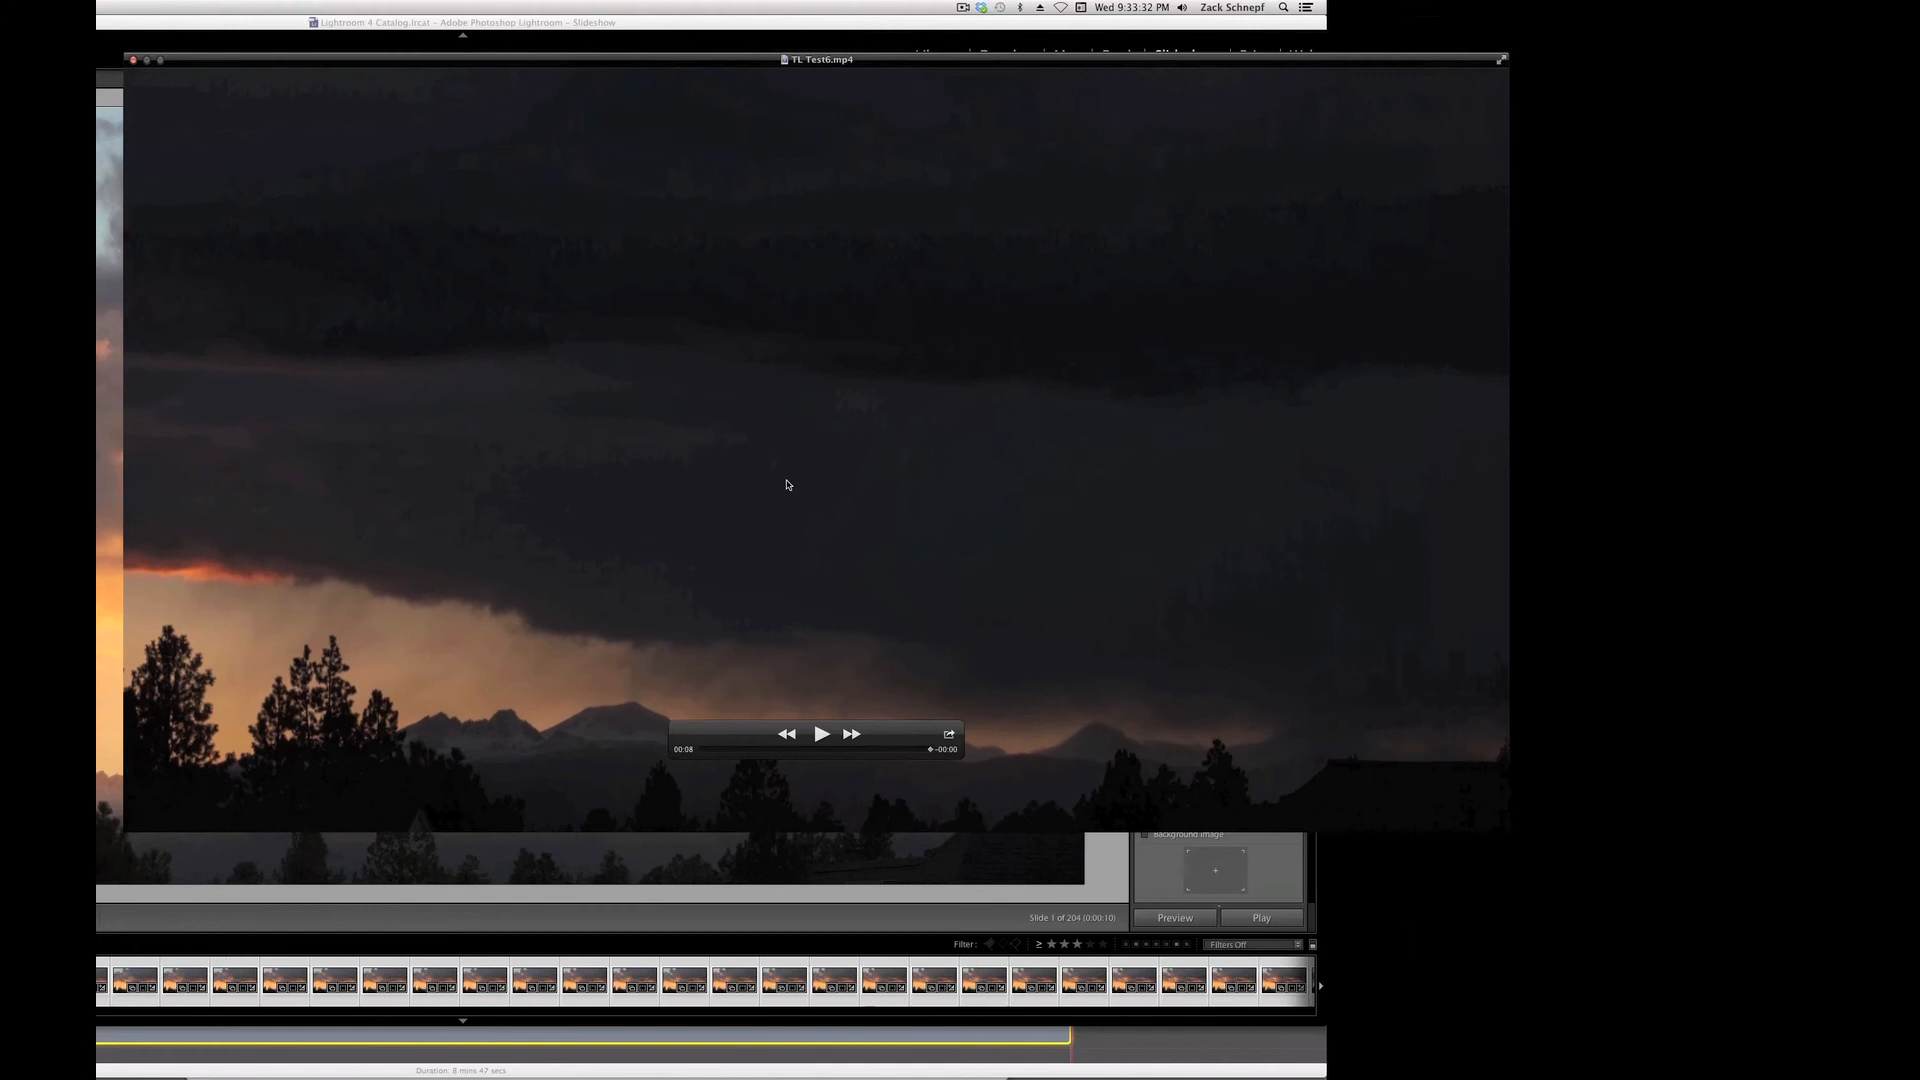 Wed 9:33:32 PM Zack Schnepf
Lightroom 4 Catalog.lrcat - Adobe Photoshop Lightroom - Slideshow
TL Test6.mp4
00:08 -00:00
Background Image
Slide 1 of 204 (0:00:10) Preview Play
Filter: ≥ ★★★ Filters Off
Duration: 8 mins 47 secs